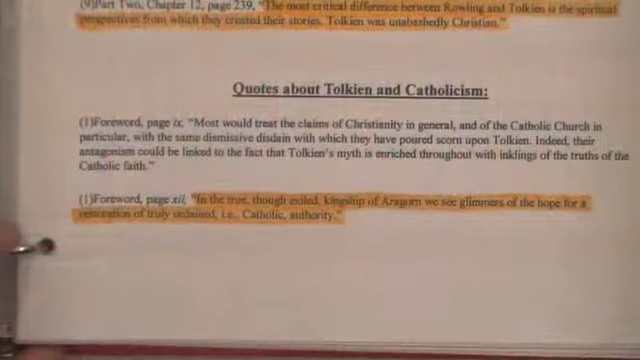 (9)Part Two, Chapter 12, page 239, "The most critical difference between Rowling and Tolkien is the spiritual
perspectives from which they created their stories. Tolkien was unabashedly Christian."
Quotes about Tolkien and Catholicism:
(1)Foreword, page ix, "Most would treat the claims of Christianity in general, and of the Catholic Church in
particular, with the same dismissive disdain with which they have poured scorn upon Tolkien. Indeed, their
antagonism could be linked to the fact that Tolkien's myth is enriched throughout with inklings of the truths of the
Catholic faith."
(1)Foreword, page xii, "In the true, though exiled, kingship of Aragorn we see glimmers of the hope for a
restoration of truly ordained, i.e., Catholic, authority."